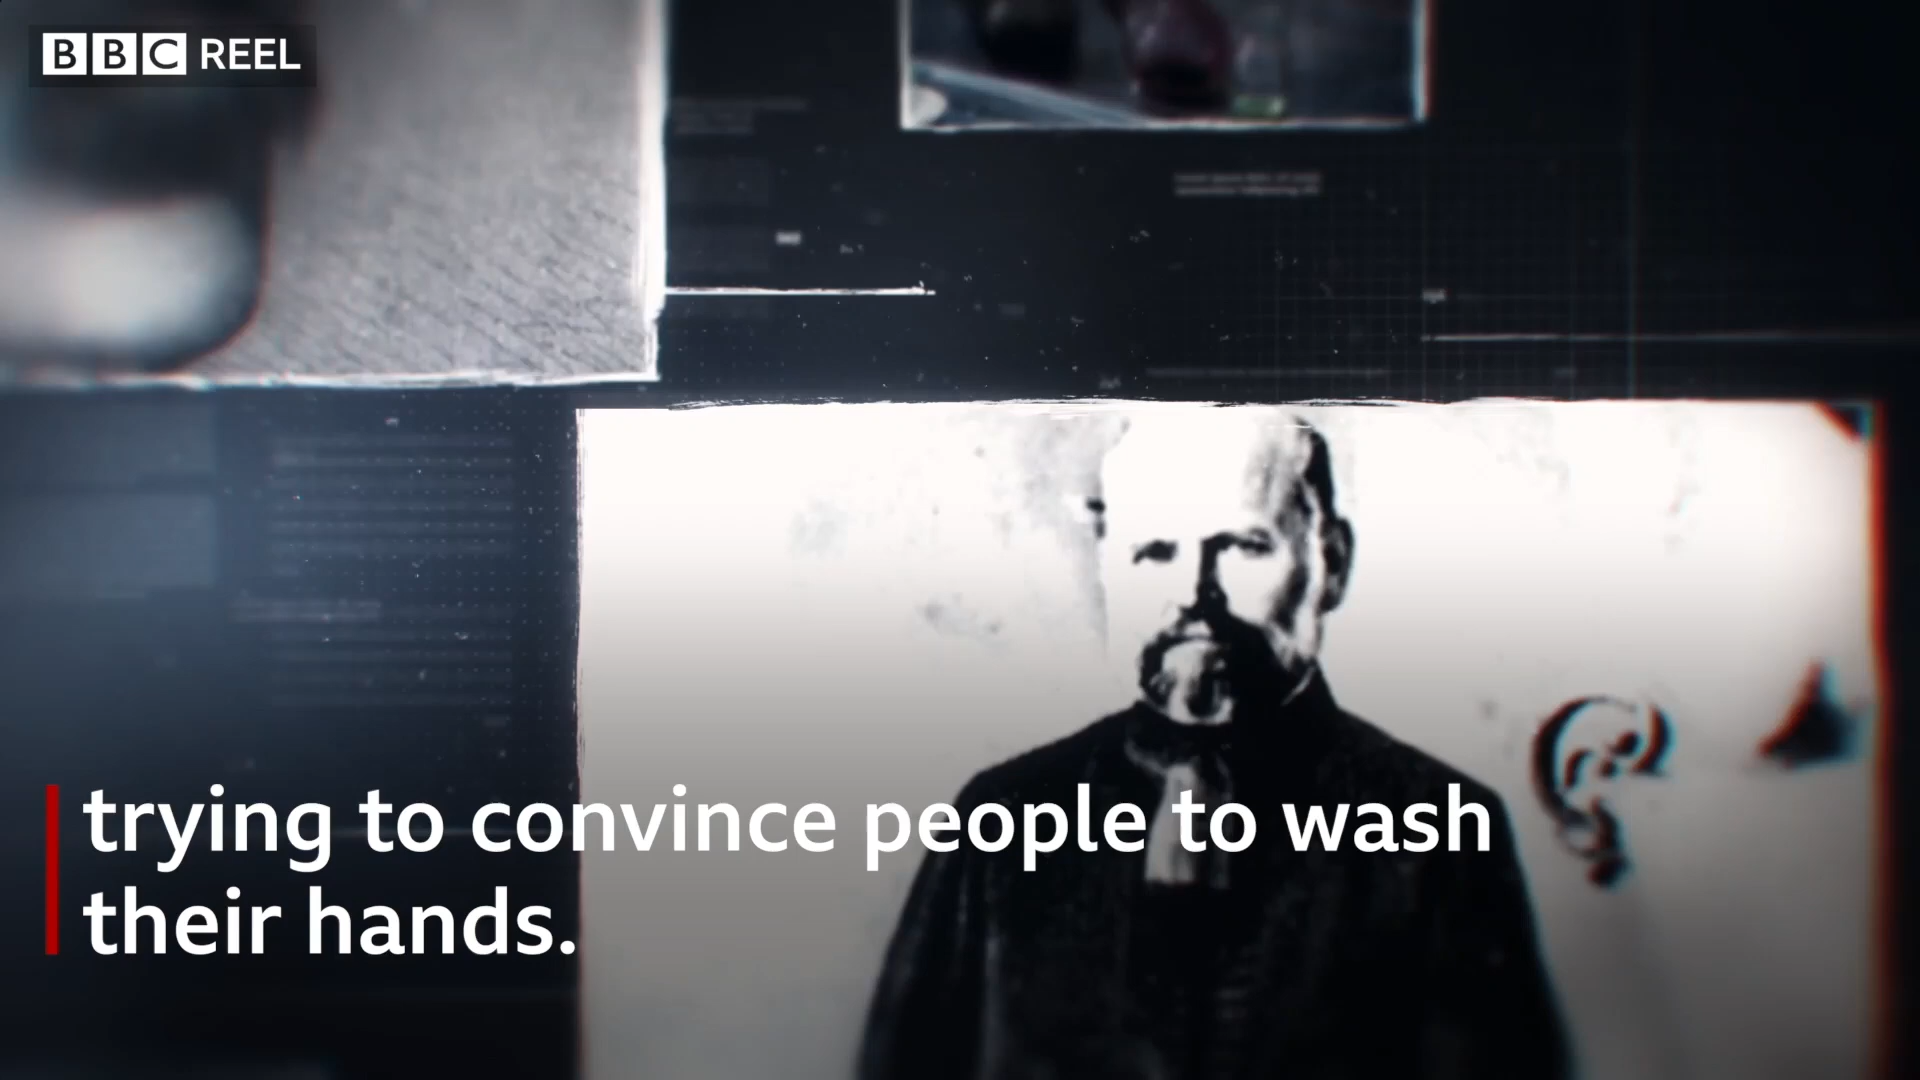 BBC REEL
trying to convince people to wash
their hands.